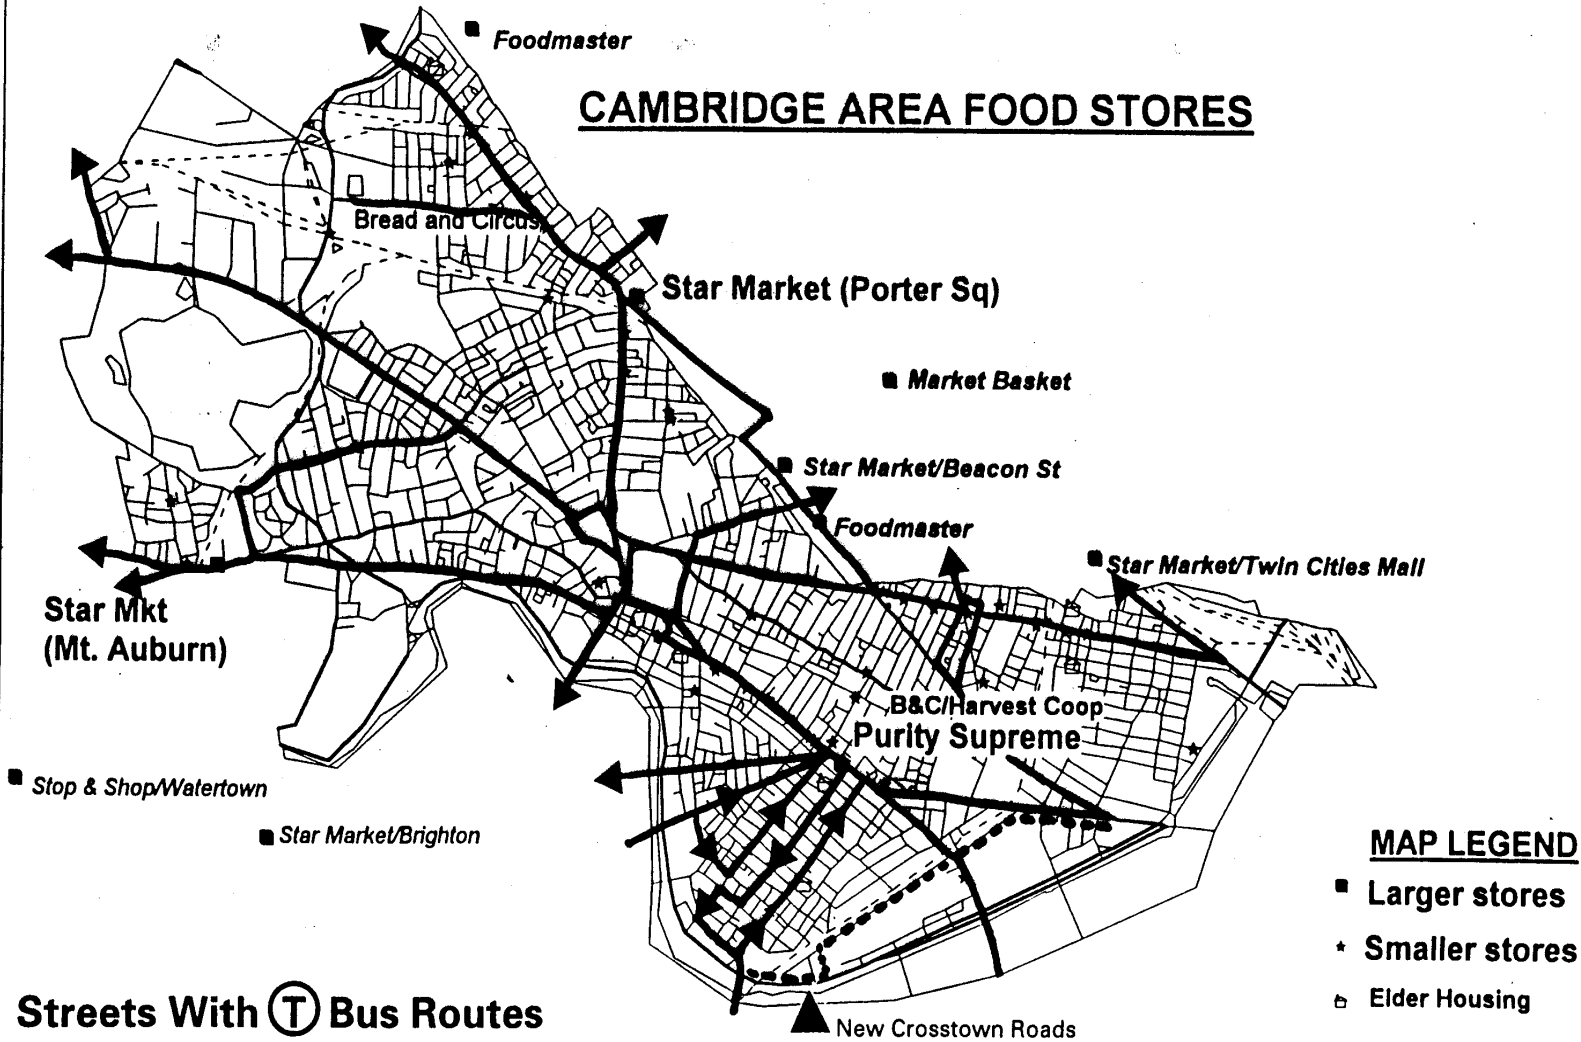 Foodmaster
CAMBRIDGE AREA FOOD STORES
Bread and Circus
Star Market (Porter Sq)
Market Basket
Star Market/Beacon St
Foodmaster
Star Market/Twin Cities Mall
Star Mkt
(Mt. Auburn)
B&C/Harvest Coop
Purity Supreme
Stop & Shop/Watertown
Star Market/Brighton
MAP LEGEND
Larger stores
Smaller stores
Elder Housing
Streets With T Bus Routes
New Crosstown Roads